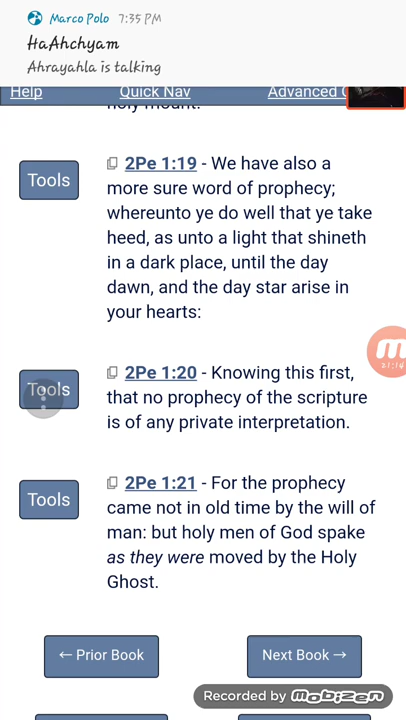 Marco Polo 7:35 PM
HaAhchyam
Ahrayahla is talking
Help Quick Nav Advanced
holy mount.
Tools
2Pe 1:19 - We have also a
more sure word of prophecy;
whereunto ye do well that ye take
heed, as unto a light that shineth
in a dark place, until the day
dawn, and the day star arise in
your hearts:
Tools
2Pe 1:20 - Knowing this first,
that no prophecy of the scripture
is of any private interpretation.
Tools
2Pe 1:21 - For the prophecy
came not in old time by the will of
man: but holy men of God spake
as they were moved by the Holy
Ghost.
← Prior Book
Next Book →
Recorded by mobizen